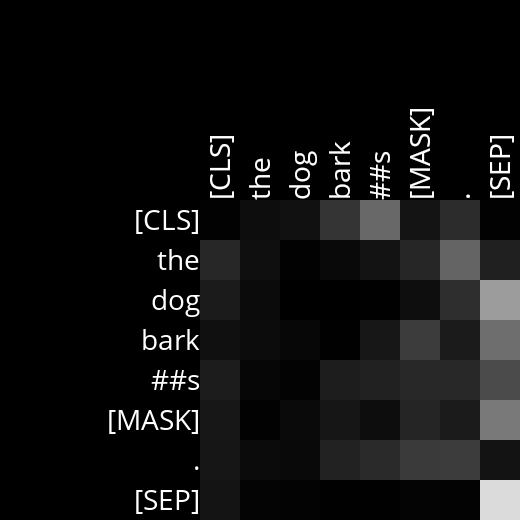 [CLS] the dog bark ##s [MASK] . [SEP]
[CLS]
the
dog
bark
##s
[MASK]
.
[SEP]